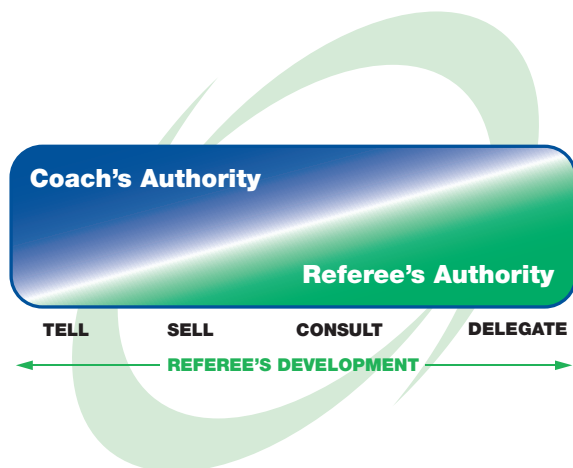 Coach's Authority
Referee's Authority
TELL SELL CONSULT DELEGATE
REFEREE'S DEVELOPMENT